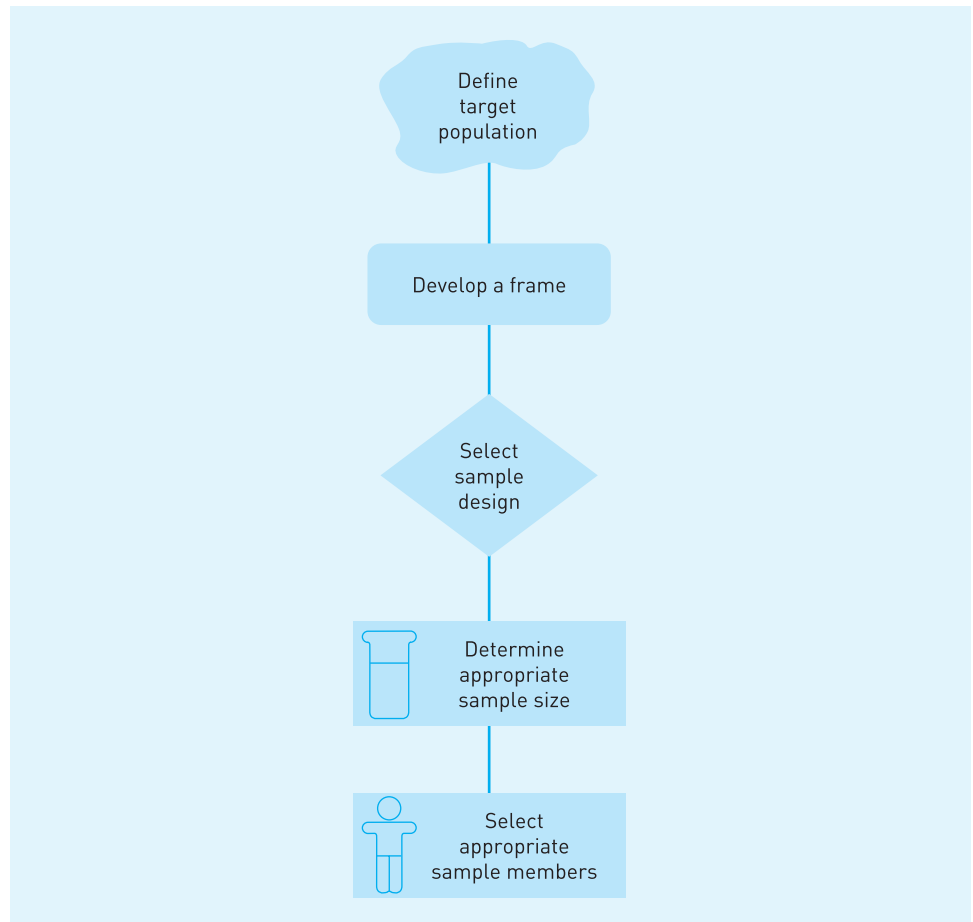 Define
target
population
Develop a frame
Select
sample
design
Determine
appropriate
sample size
Select
appropriate
sample members